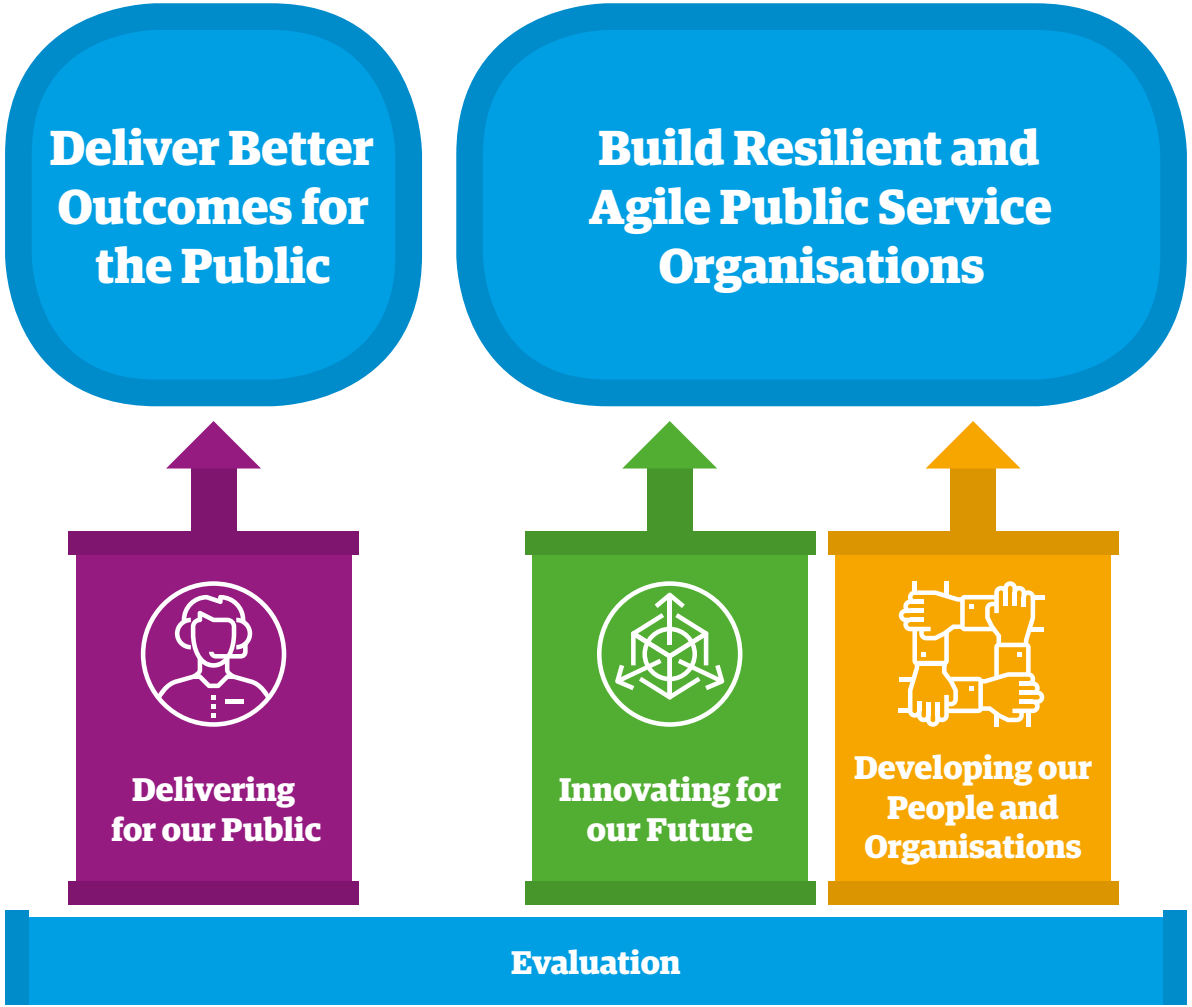 Deliver Better
Outcomes for
the Public
Build Resilient and
Agile Public Service
Organisations
Delivering
for our Public
Innovating for
our Future
Developing our
People and
Organisations
Evaluation